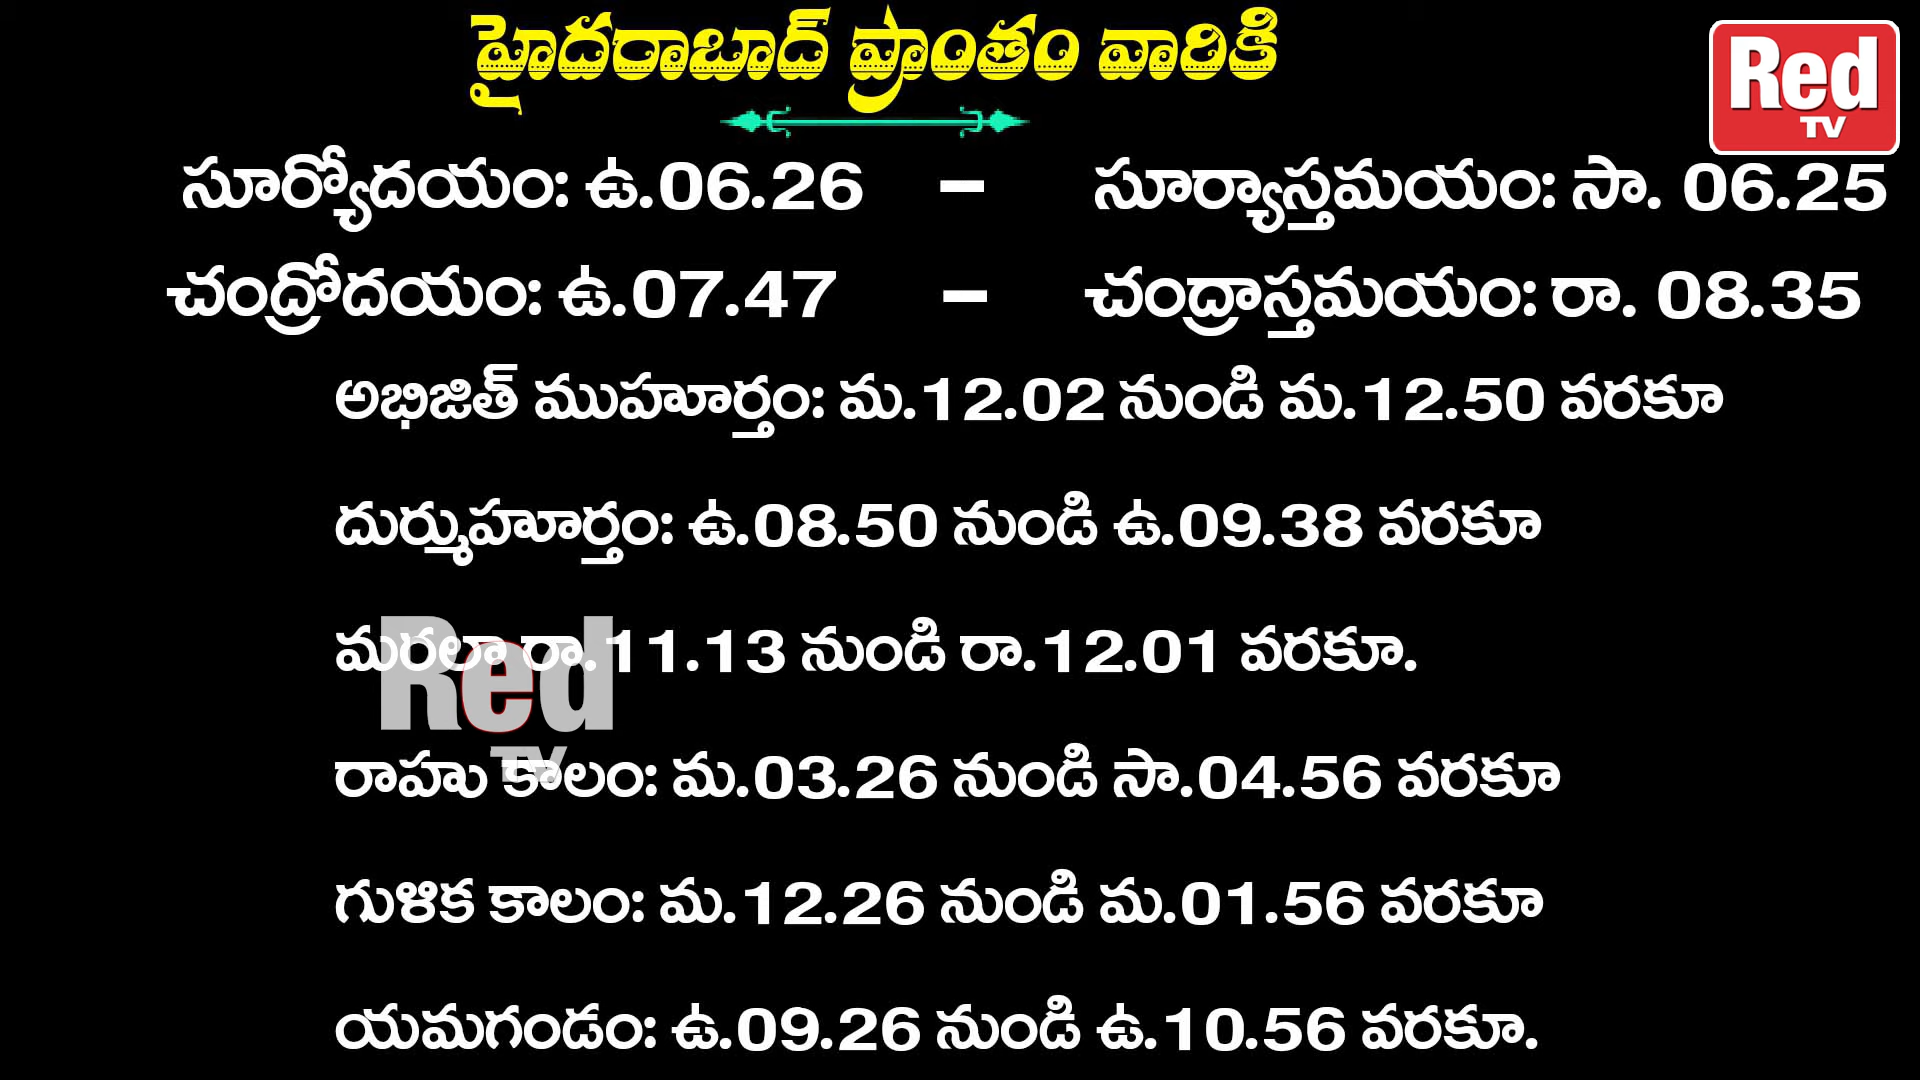 హైదరాబాద్ ప్రాంతం వారికి
Red
TV
సూర్యోదయం: ఉ.06.26 – సూర్యాస్తమయం: సా. 06.25
చంద్రోదయం: ఉ.07.47 – చంద్రాస్తమయం: రా. 08.35
అభిజిత్ ముహూర్తం: మ.12.02 నుండి మ.12.50 వరకూ
దుర్ముహూర్తం: ఉ.08.50 నుండి ఉ.09.38 వరకూ
మరలా రా.11.13 నుండి రా.12.01 వరకూ.
Red
TV
రాహు కాలం: మ.03.26 నుండి సా.04.56 వరకూ
గుళిక కాలం: మ.12.26 నుండి మ.01.56 వరకూ
యమగండం: ఉ.09.26 నుండి ఉ.10.56 వరకూ.